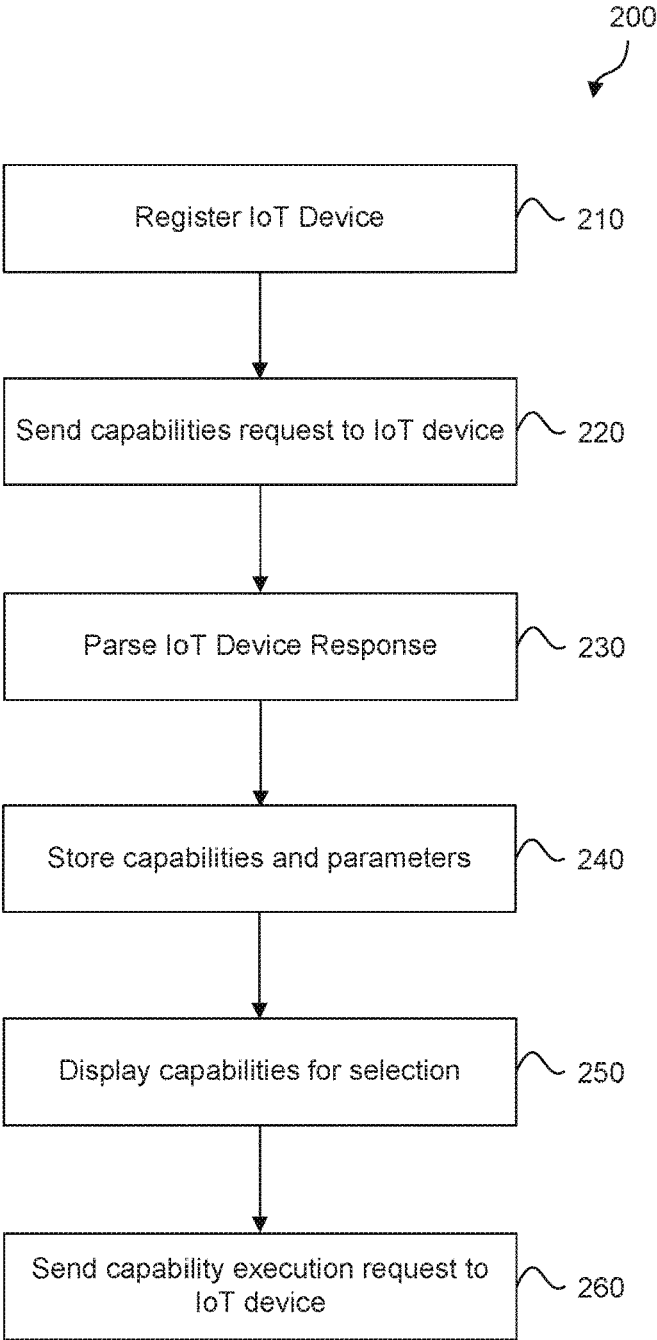 200
Register IoT Device
210
Send capabilities request to IoT device
220
Parse IoT Device Response
230
Store capabilities and parameters
240
Display capabilities for selection
250
Send capability execution request to
IoT device
260